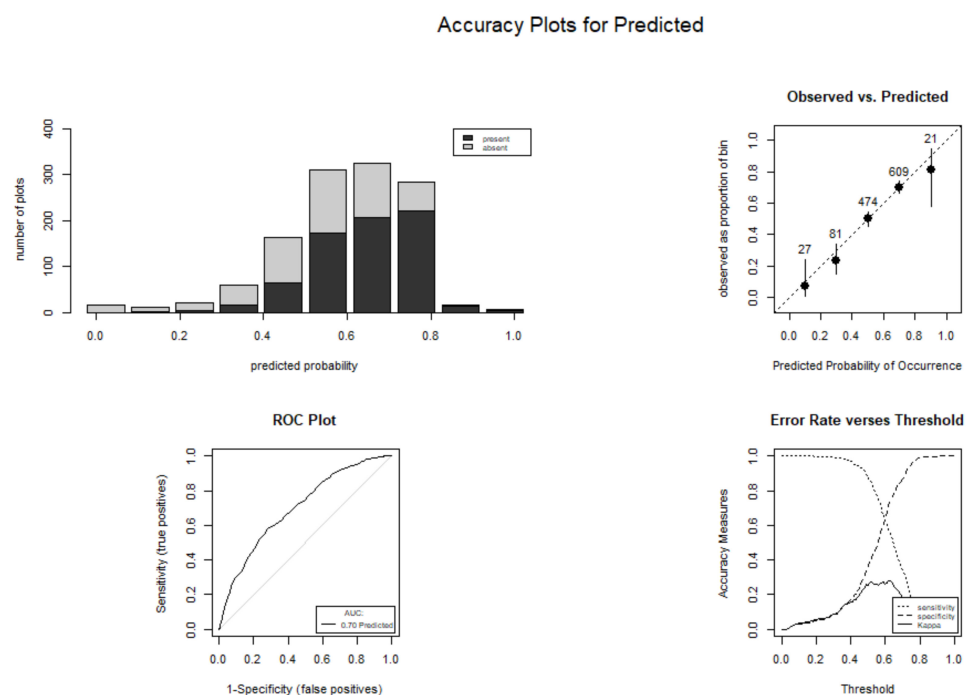 Accuracy Plots for Predicted
number of plots
400
300
200
100
0
present
absent
0.0 0.2 0.4 0.6 0.8 1.0
predicted probability
Observed vs. Predicted
observed as proportion of bin
1.0
0.8
0.6
0.4
0.2
0.0
27
81
474
609
21
0.0 0.2 0.4 0.6 0.8 1.0
Predicted Probability of Occurrence
ROC Plot
Sensitivity (true positives)
1.0
0.8
0.6
0.4
0.2
0.0
AUC:
0.70 Predicted
0.0 0.2 0.4 0.6 0.8 1.0
1-Specificity (false positives)
Error Rate verses Threshold
Accuracy Measures
1.0
0.8
0.6
0.4
0.2
0.0
sensitivity
specificity
Kappa
0.0 0.2 0.4 0.6 0.8 1.0
Threshold